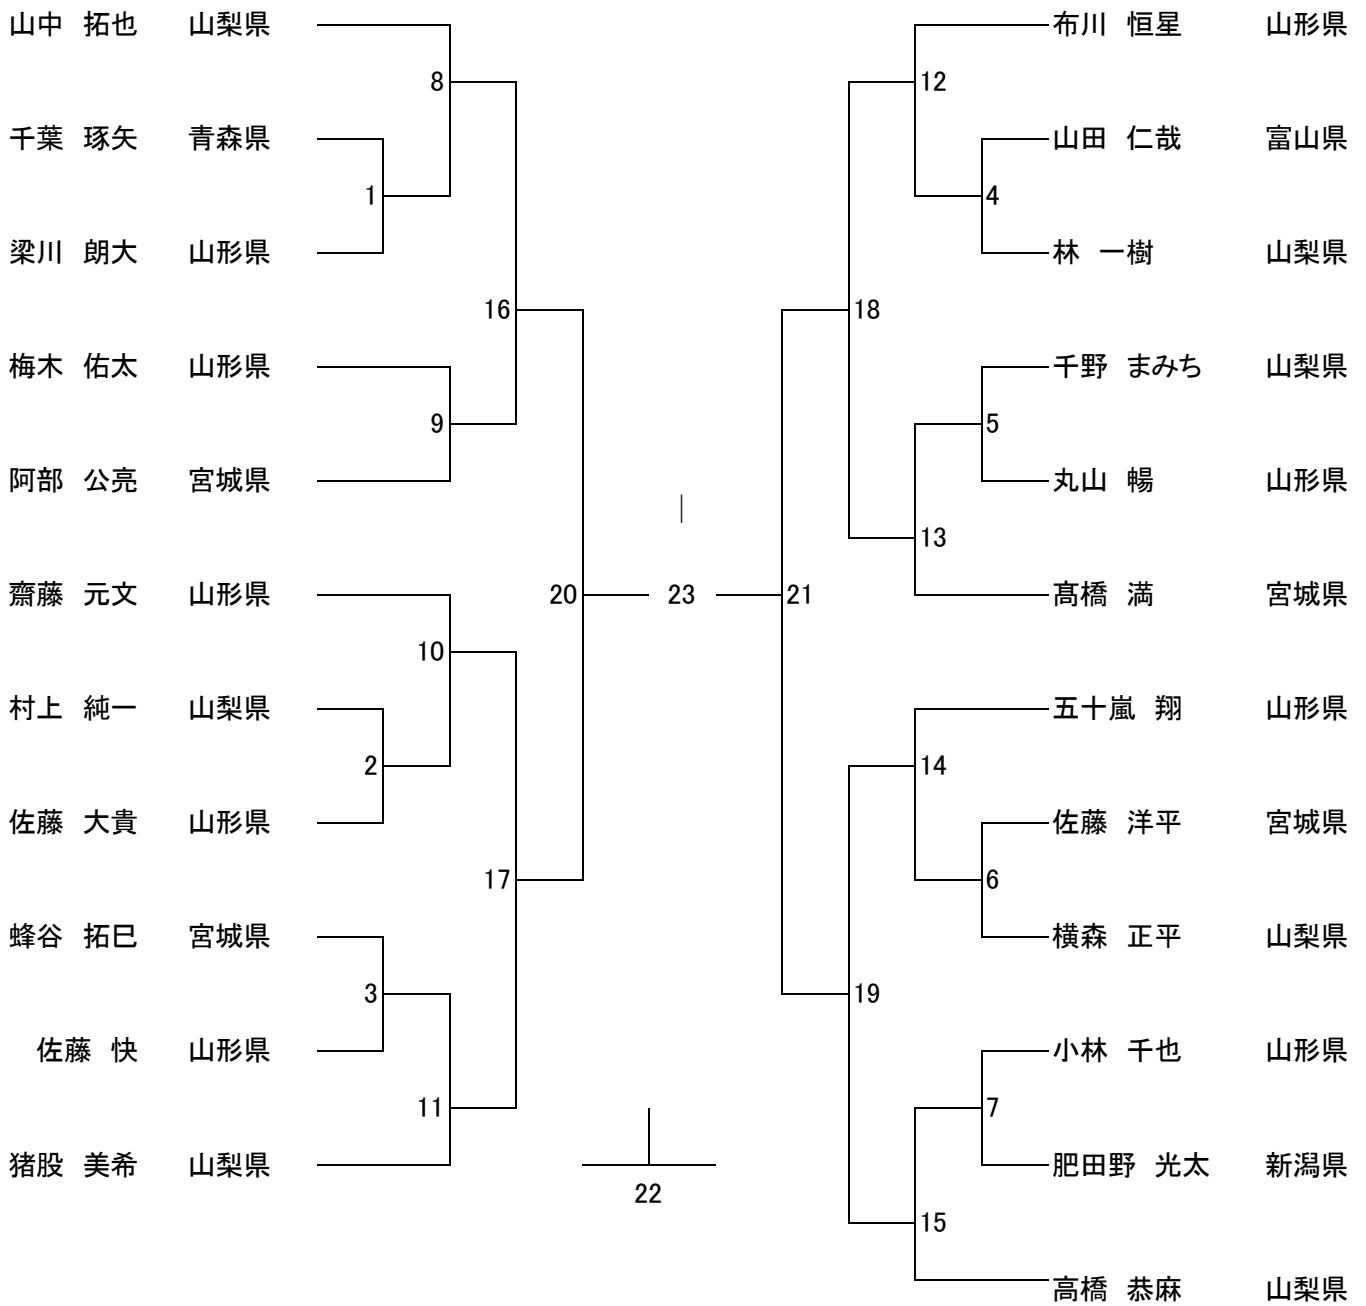 山中 拓也 山梨県
8
千葉 琢矢 青森県
1
梁川 朗大 山形県
16
梅木 佑太 山形県
9
阿部 公亮 宮城県
齋藤 元文 山形県
20
10
村上 純一 山梨県
2
佐藤 大貴 山形県
17
蜂谷 拓巳 宮城県
3
佐藤 快 山形県
11
猪股 美希 山梨県
｜
23
22
布川 恒星 山形県
12
山田 仁哉 富山県
4
林 一樹 山梨県
18
千野 まみち 山梨県
5
丸山 暢 山形県
13
髙橋 満 宮城県
21
五十嵐 翔 山形県
14
佐藤 洋平 宮城県
6
横森 正平 山梨県
19
小林 千也 山形県
7
肥田野 光太 新潟県
15
高橋 恭麻 山梨県